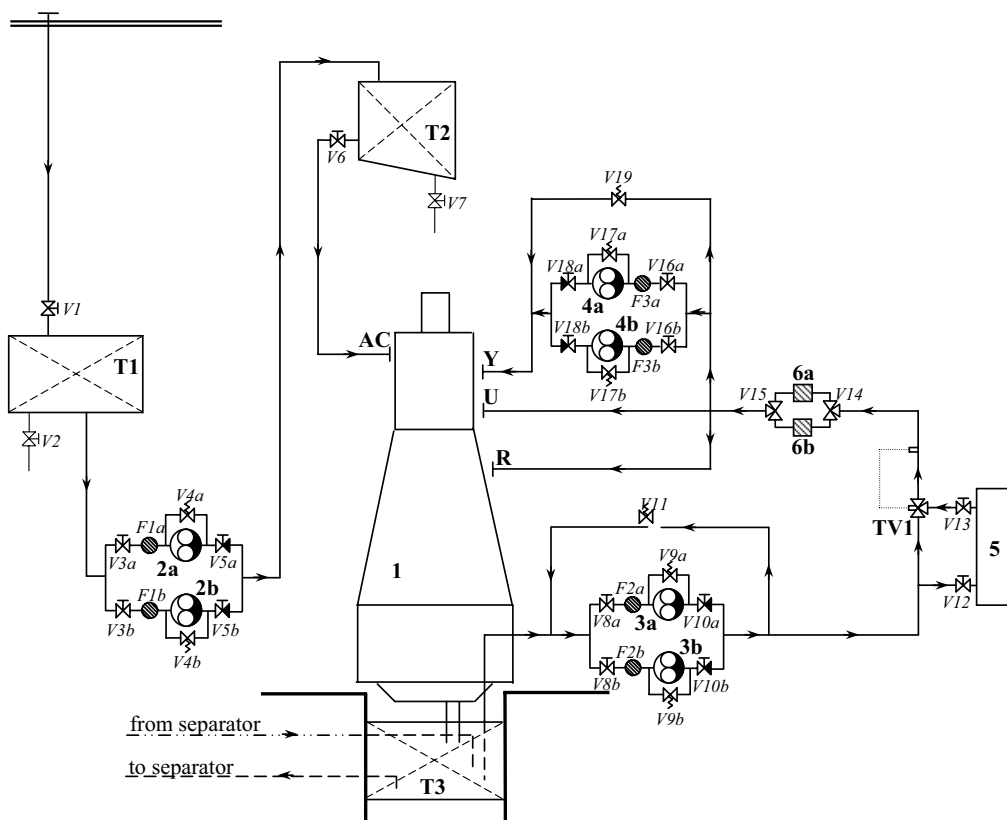 T2
V6
V7
V19
V17a
V18a
V16a
4a
F3a
V18b
4b
V16b
F3b
V17b
V1
T1
V2
AC
Y
U
R
6a
V15
V14
6b
V4a
F1a
V3a
2a
V5a
F1b
2b
V3b
V5b
V4b
1
V11
V9a
F2a
V8a
3a
V10a
F2b
3b
V8b
V10b
V9b
TV1
V13
5
V12
from separator
to separator
T3